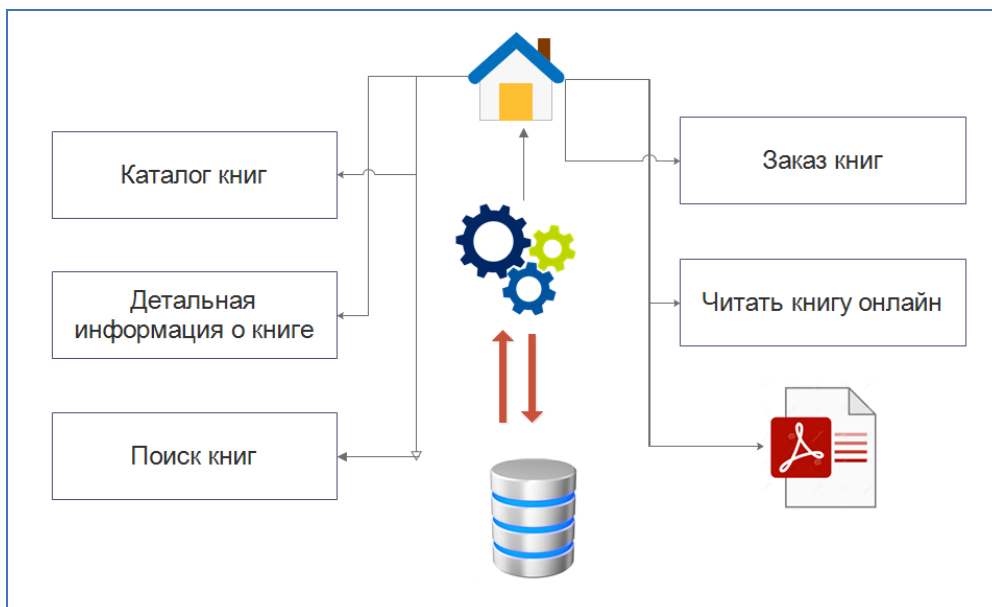 Каталог книг
Детальная
информация о книге
Поиск книг
Заказ книг
Читать книгу онлайн